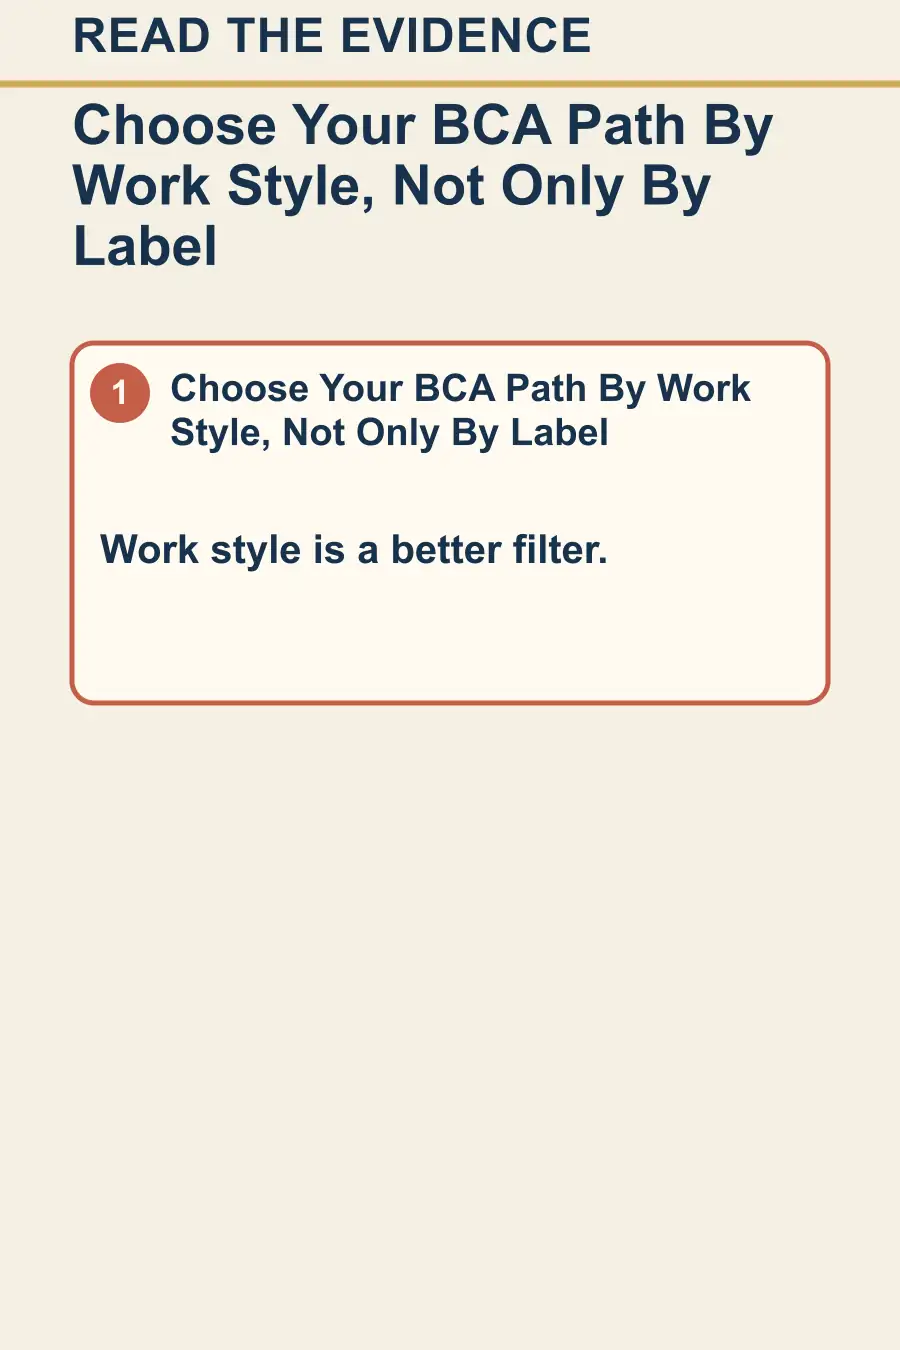 READ THE EVIDENCE
Choose Your BCA Path By
Work Style, Not Only By
Label
1
Choose Your BCA Path By Work
Style, Not Only By Label
Work style is a better filter.